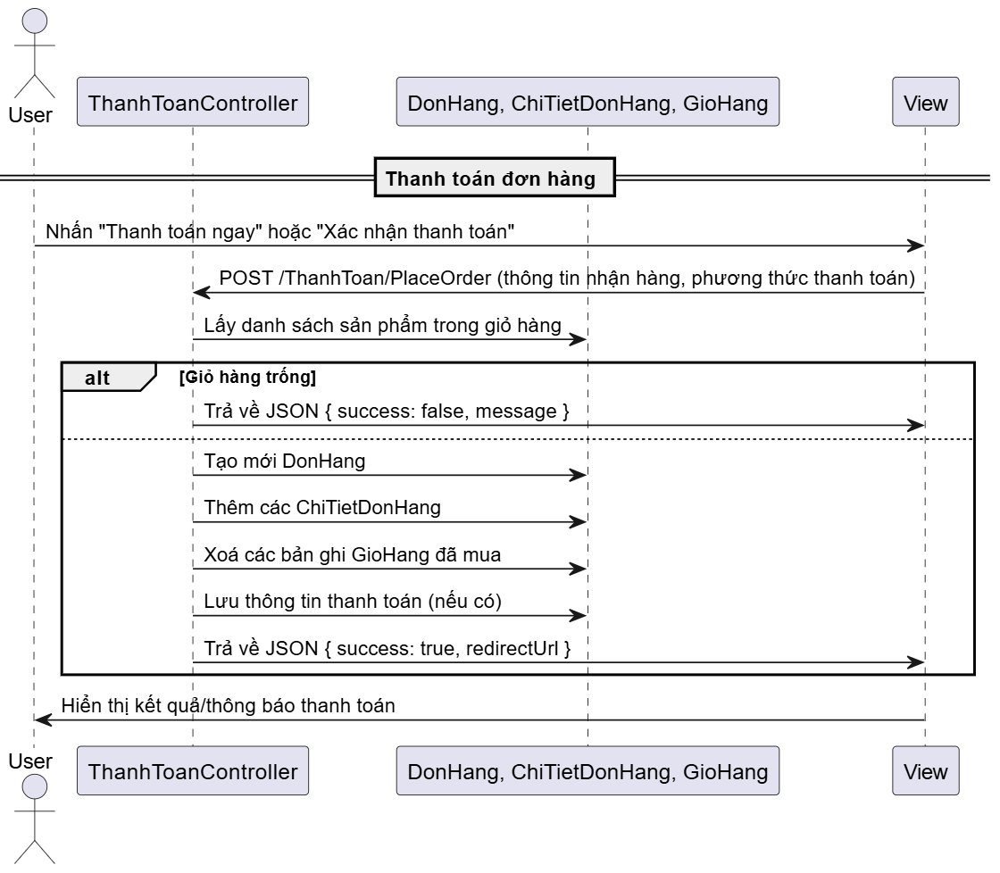 User
ThanhToanController
DonHang, ChiTietDonHang, GioHang
View
Thanh toán đơn hàng
Nhấn "Thanh toán ngay" hoặc "Xác nhận thanh toán"
POST /ThanhToan/PlaceOrder (thông tin nhận hàng, phương thức thanh toán)
Lấy danh sách sản phẩm trong giỏ hàng
alt
[Giỏ hàng trống]
Trả về JSON { success: false, message }
Tạo mới DonHang
Thêm các ChiTietDonHang
Xoá các bản ghi GioHang đã mua
Lưu thông tin thanh toán (nếu có)
Trả về JSON { success: true, redirectUrl }
Hiển thị kết quả/thông báo thanh toán
User
ThanhToanController
DonHang, ChiTietDonHang, GioHang
View